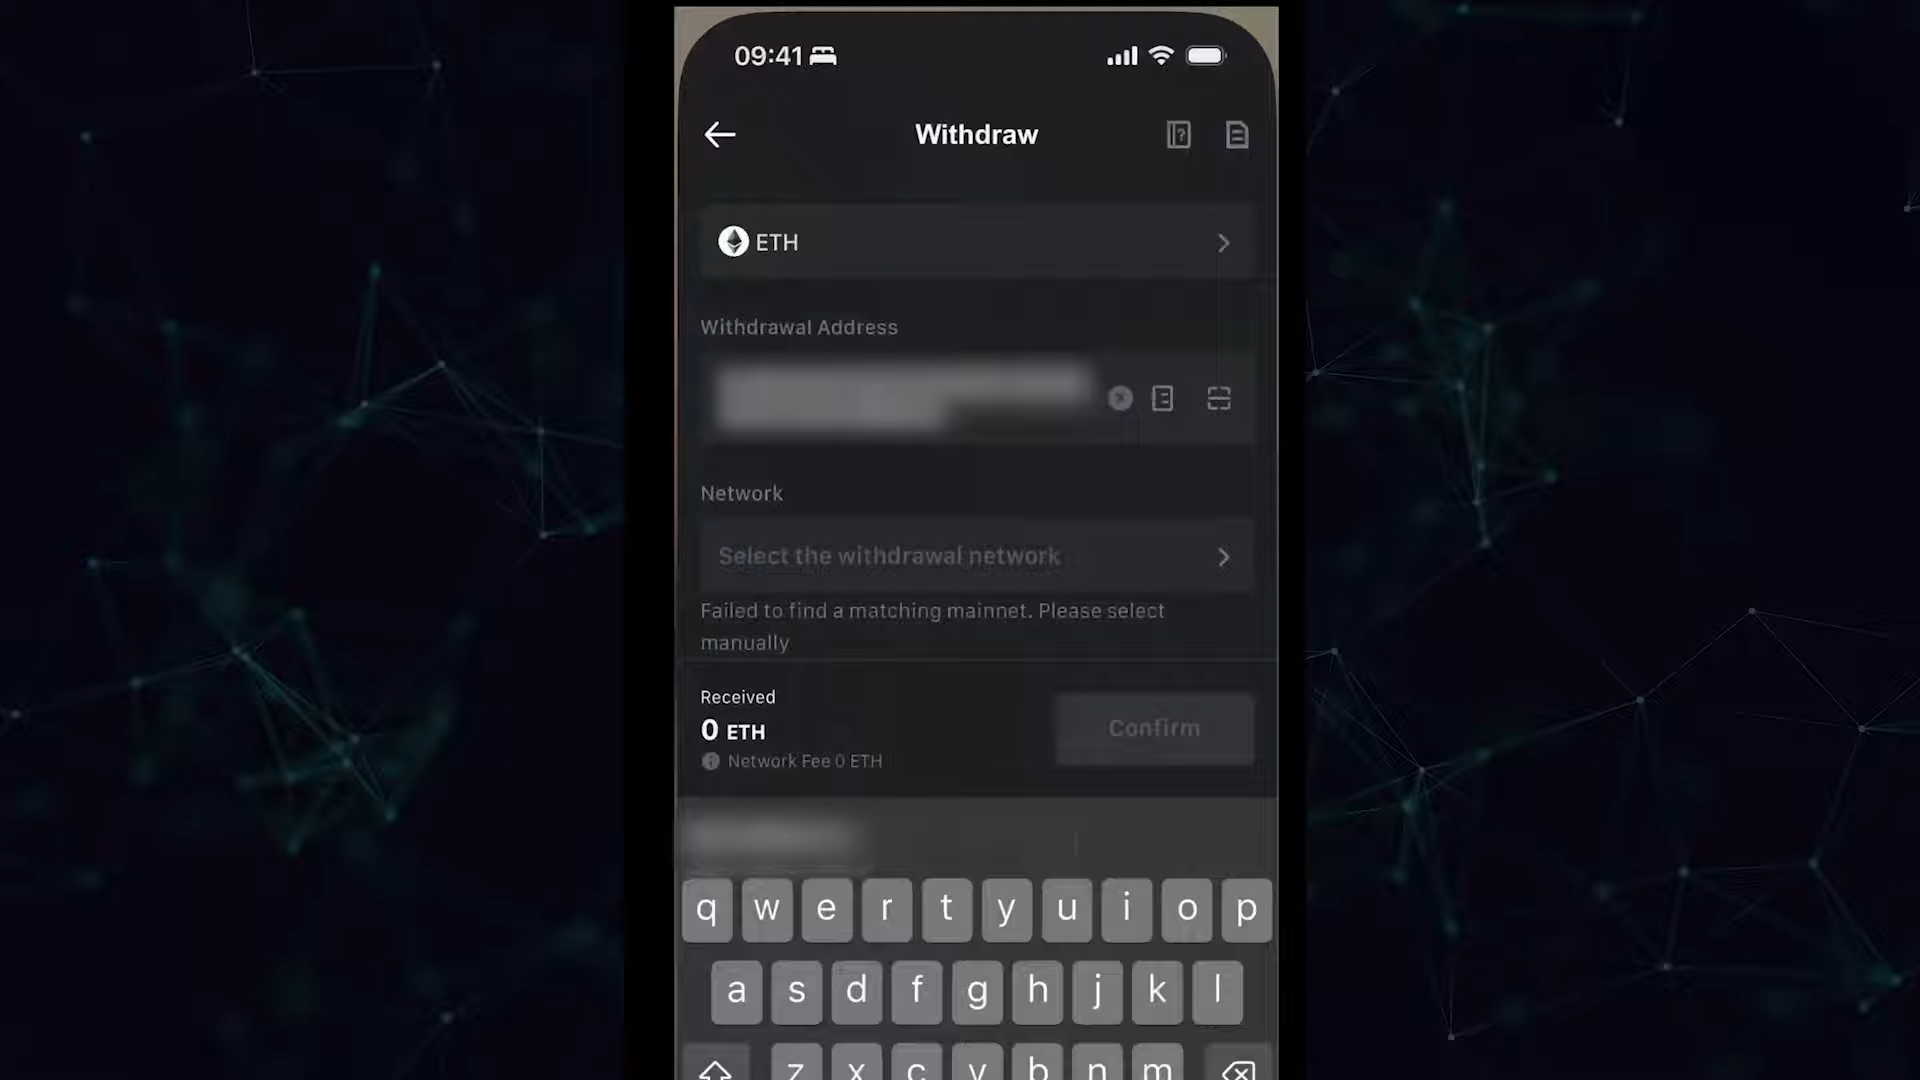 09:41
Withdraw
ETH
Withdrawal Address
Network
Select the withdrawal network
Failed to find a matching mainnet. Please select
manually
Received
0 ETH
Confirm
Network Fee 0 ETH
q w e r t y u i o p
a s d f g h j k l
z x c v b n m